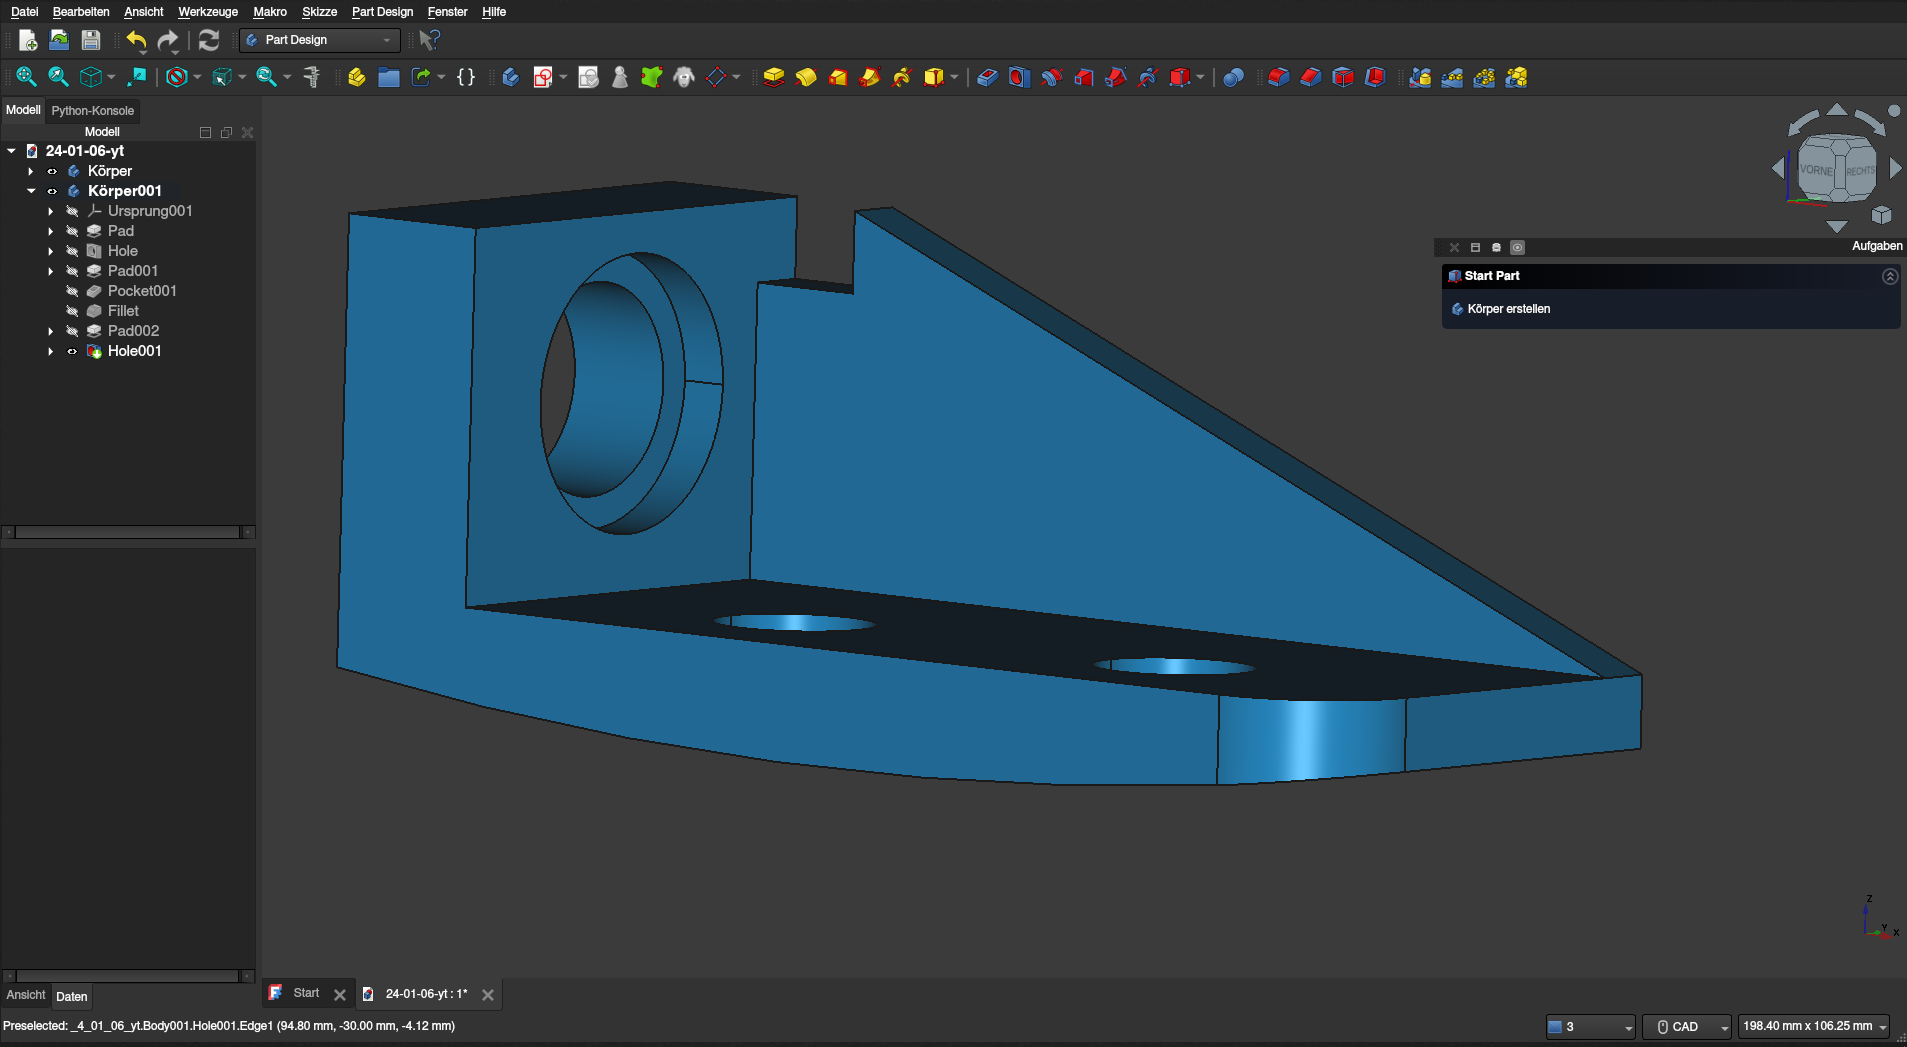 Datei Bearbeiten Ansicht Werkzeuge Makro Skizze Part Design Fenster Hilfe
Part Design
Modell Python-Konsole
Modell
24-01-06-yt
Körper
Körper001
Ursprung001
Pad
Hole
Pad001
Pocket001
Fillet
Pad002
Hole001
VORNE RECHTS
Aufgaben
Start Part
Körper erstellen
Z
Y
X
Ansicht Daten
Start
24-01-06-yt : 1*
Preselected: _4_01_06_yt.Body001.Hole001.Edge1 (94.80 mm, -30.00 mm, -4.12 mm)
3
CAD
198.40 mm x 106.25 mm